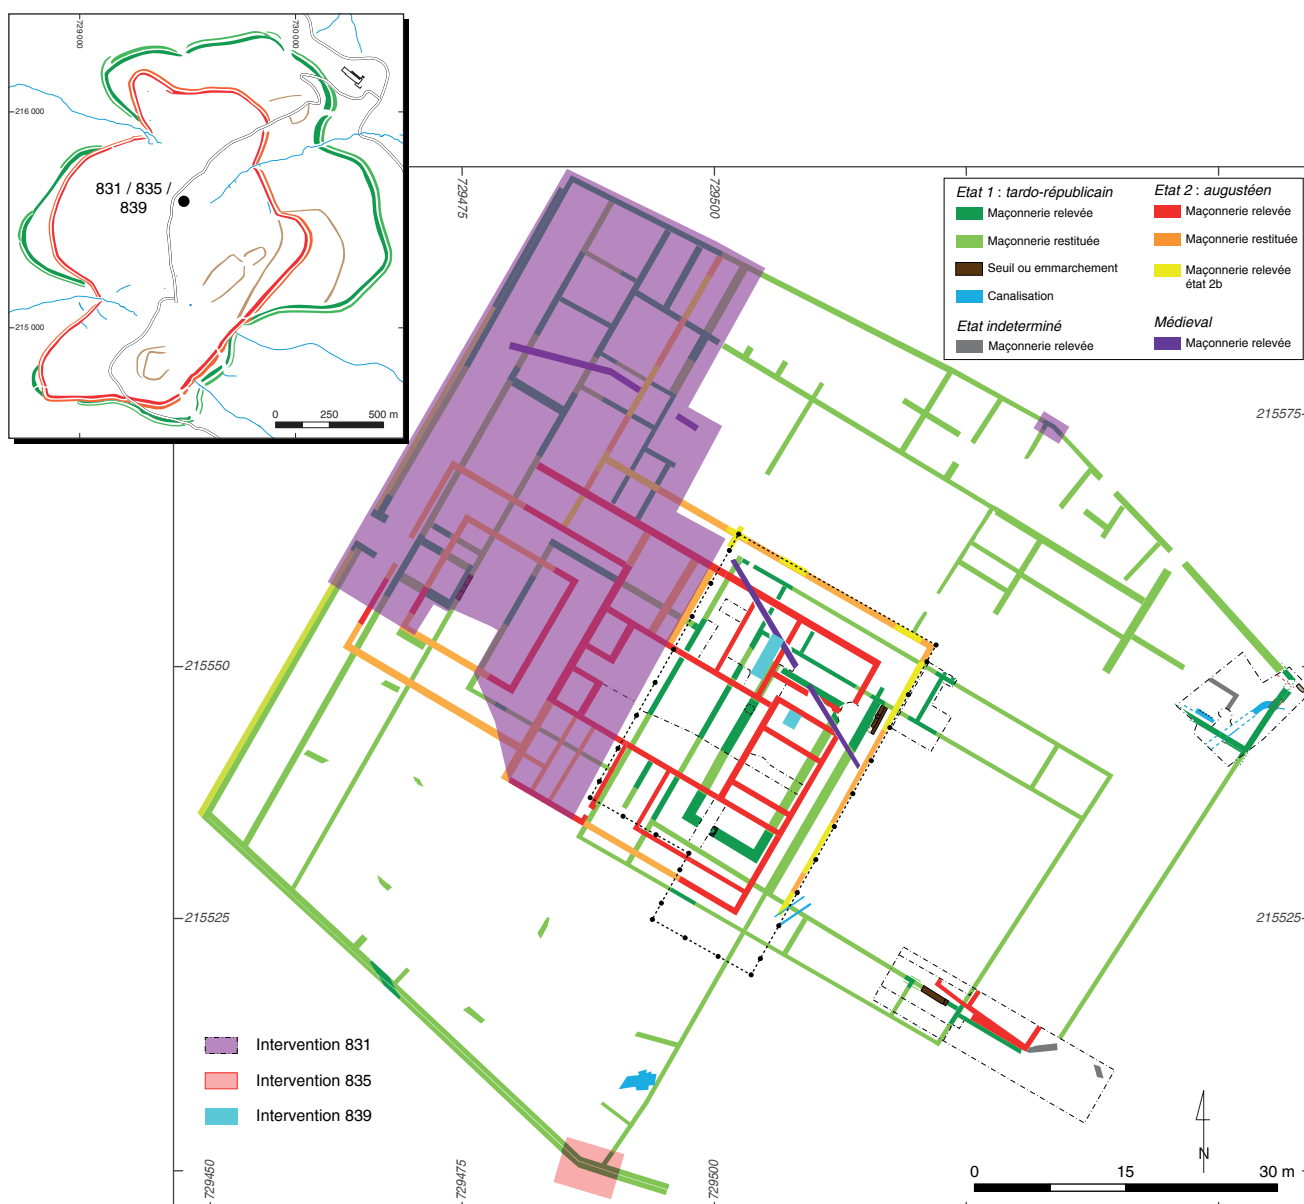 729 000
730 000
216 000
831 / 835 /
839
215 000
0 250 500 m
729475
729500
Etat 1 : tardo-républicain
Maçonnerie relevée
Maçonnerie restituée
Seuil ou emmarchement
Canalisation
Etat indeterminé
Maçonnerie relevée
Etat 2 : augustéen
Maçonnerie relevée
Maçonnerie restituée
Maçonnerie relevée
état 2b
Médieval
Maçonnerie relevée
215575
215550
215525
215525
Intervention 831
Intervention 835
Intervention 839
729450
729475
729500
N
0 15 30 m